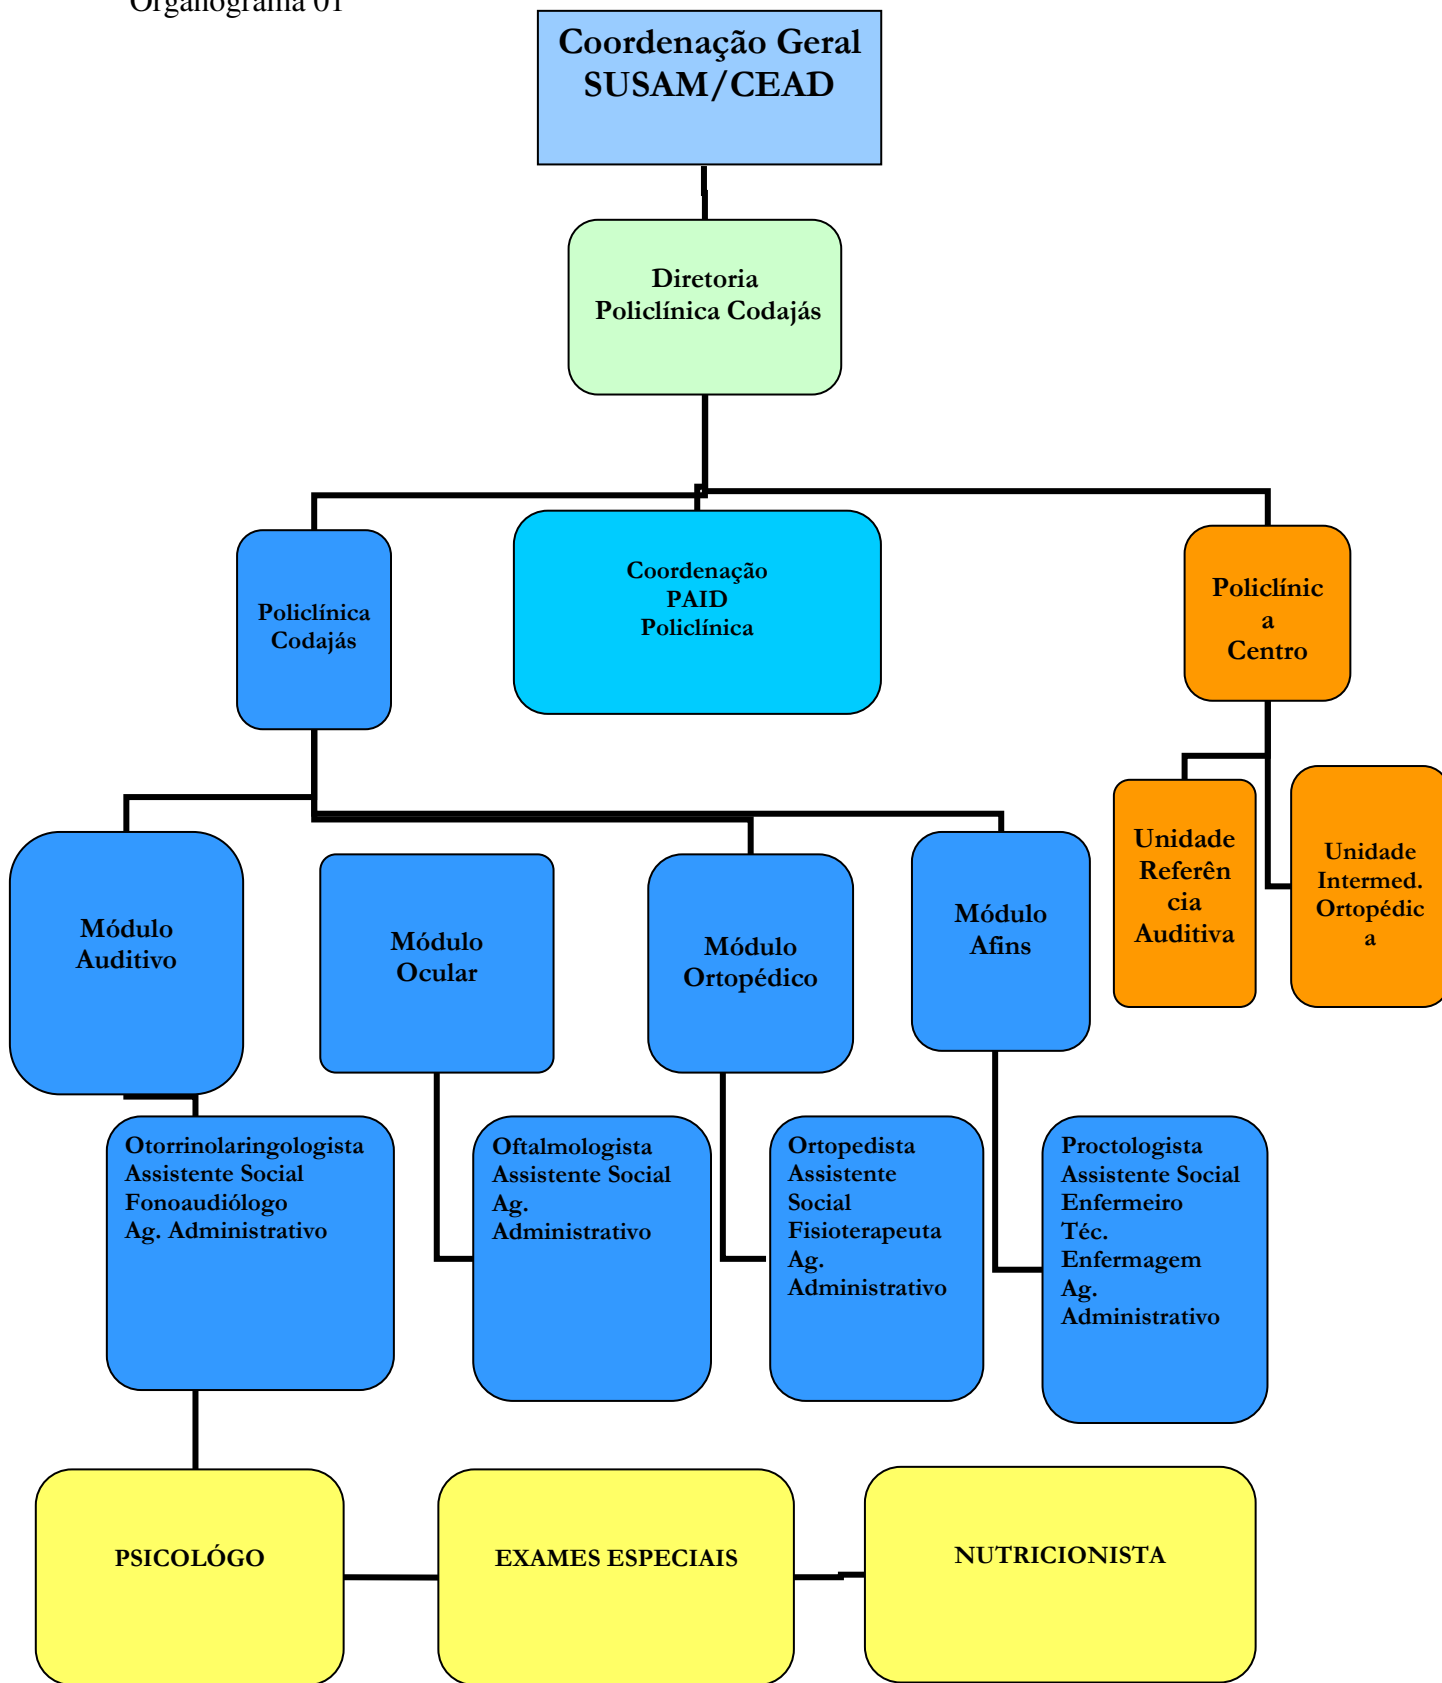 Organograma 01
Coordenação Geral
SUSAM/CEAD
Diretoria
Policlínica Codajás
Policlínica
Codajás
Coordenação
PAID
Policlínica
Policlínic
a
Centro
Módulo
Auditivo
Módulo
Ocular
Módulo
Ortopédico
Módulo
Afins
Unidade
Referên
cia
Auditiva
Unidade
Intermed.
Ortopédic
a
Otorrinolaringologista
Assistente Social
Fonoaudiólogo
Ag. Administrativo
Oftalmologista
Assistente Social
Ag.
Administrativo
Ortopedista
Assistente
Social
Fisioterapeuta
Ag.
Administrativo
Proctologista
Assistente Social
Enfermeiro
Téc.
Enfermagem
Ag.
Administrativo
PSICOLÓGO
EXAMES ESPECIAIS
NUTRICIONISTA